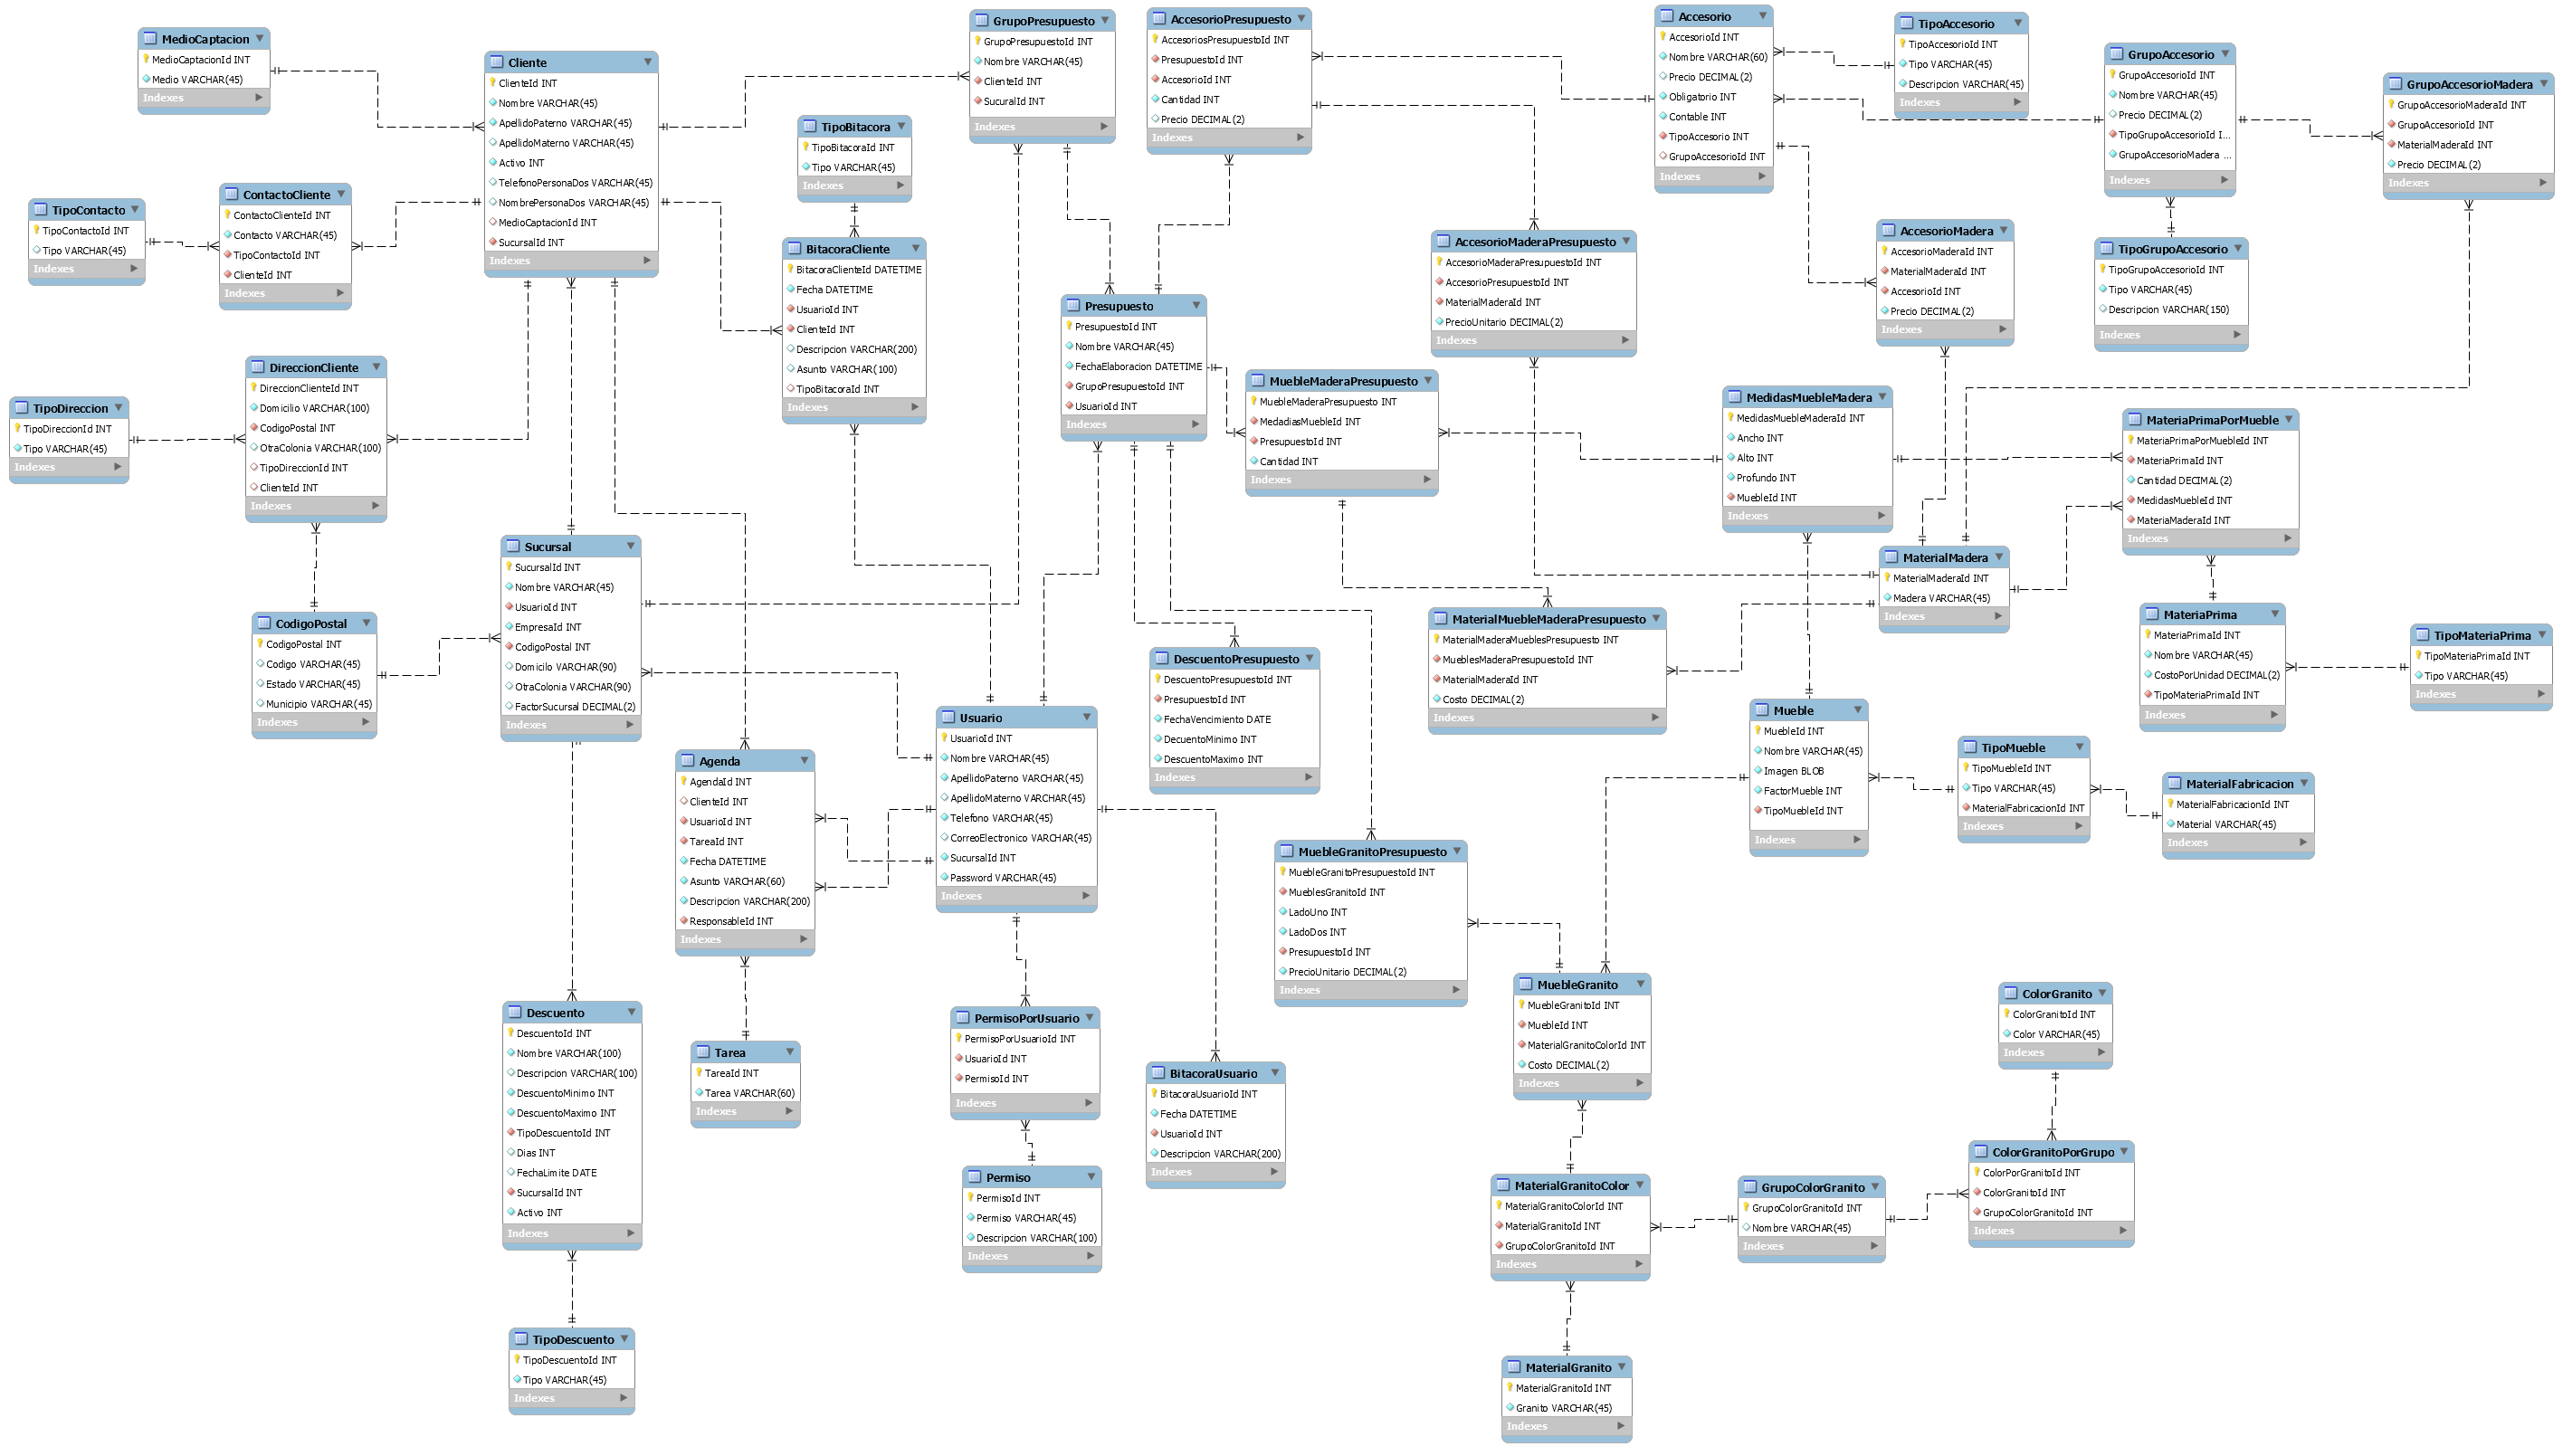 MedioCaptacion
MedioCaptacionId INT
Medio VARCHAR(45)
Indexes
Cliente
ClienteId INT
Nombre VARCHAR(45)
ApellidoPaterno VARCHAR(45)
ApellidoMaterno VARCHAR(45)
Activo INT
TelefonoPersonaDos VARCHAR(45)
NombrePersonaDos VARCHAR(45)
MedioCaptacionId INT
SucursalId INT
Indexes
GrupoPresupuesto
GrupoPresupuestoId INT
Nombre VARCHAR(45)
ClienteId INT
SucuralId INT
Indexes
AccesorioPresupuesto
AccesoriosPresupuestoId INT
PresupuestoId INT
AccesorioId INT
Cantidad INT
Precio DECIMAL(2)
Indexes
Accesorio
AccesorioId INT
Nombre VARCHAR(60)
Precio DECIMAL(2)
Obligatorio INT
Contable INT
TipoAccesorio INT
GrupoAccesorioId INT
Indexes
TipoAccesorio
TipoAccesorioId INT
Tipo VARCHAR(45)
Descripcion VARCHAR(45)
Indexes
GrupoAccesorio
GrupoAccesorioId INT
Nombre VARCHAR(45)
Precio DECIMAL(2)
TipoGrupoAccesorioId I...
GrupoAccesorioMadera ...
Indexes
GrupoAccesorioMadera
GrupoAccesorioMaderaId INT
GrupoAccesorioId INT
MaterialMaderaId INT
Precio DECIMAL(2)
Indexes
TipoBitacora
TipoBitacoraId INT
Tipo VARCHAR(45)
Indexes
TipoContacto
TipoContactoId INT
Tipo VARCHAR(45)
Indexes
ContactoCliente
ContactoClienteId INT
Contacto VARCHAR(45)
TipoContactoId INT
ClienteId INT
Indexes
BitacoraCliente
BitacoraClienteId DATETIME
Fecha DATETIME
UsuarioId INT
ClienteId INT
Descripcion VARCHAR(200)
Asunto VARCHAR(100)
TipoBitacoraId INT
Indexes
Presupuesto
PresupuestoId INT
Nombre VARCHAR(45)
FechaElaboracion DATETIME
GrupoPresupuestoId INT
UsuarioId INT
Indexes
AccesorioMaderaPresupuesto
AccesorioMaderaPresupuestoId INT
AccesorioPresupuestoId INT
MaterialMaderaId INT
PrecioUnitario DECIMAL(2)
Indexes
AccesorioMadera
AccesorioMaderaId INT
MaterialMaderaId INT
AccesorioId INT
Precio DECIMAL(2)
Indexes
TipoGrupoAccesorio
TipoGrupoAccesorioId INT
Tipo VARCHAR(45)
Descripcion VARCHAR(150)
Indexes
TipoDireccion
TipoDireccionId INT
Tipo VARCHAR(45)
Indexes
DireccionCliente
DireccionClienteId INT
Domicilio VARCHAR(100)
CodigoPostal INT
OtraColonia VARCHAR(100)
TipoDireccionId INT
ClienteId INT
Indexes
MuebleMaderaPresupuesto
MuebleMaderaPresupuesto INT
MedadiasMuebleId INT
PresupuestoId INT
Cantidad INT
Indexes
MedidasMuebleMadera
MedidasMuebleMaderaId INT
Ancho INT
Alto INT
Profundo INT
MuebleId INT
Indexes
MateriaPrimaPorMueble
MateriaPrimaPorMuebleId INT
MateriaPrimaId INT
Cantidad DECIMAL(2)
MedidasMuebleId INT
MateriaMaderaId INT
Indexes
Sucursal
SucursalId INT
Nombre VARCHAR(45)
UsuarioId INT
EmpresaId INT
CodigoPostal INT
Domicilo VARCHAR(90)
OtraColonia VARCHAR(90)
FactorSucursal DECIMAL(2)
Indexes
MaterialMadera
MaterialMaderaId INT
Madera VARCHAR(45)
Indexes
CodigoPostal
CodigoPostal INT
Codigo VARCHAR(45)
Estado VARCHAR(45)
Municipio VARCHAR(45)
Indexes
MaterialMuebleMaderaPresupuesto
MaterialMaderaMueblesPresupuesto INT
MueblesMaderaPresupuestoId INT
MaterialMaderaId INT
Costo DECIMAL(2)
Indexes
MateriaPrima
MateriaPrimaId INT
Nombre VARCHAR(45)
CostoPorUnidad DECIMAL(2)
TipoMateriaPrimaId INT
Indexes
TipoMateriaPrima
TipoMateriaPrimaId INT
Tipo VARCHAR(45)
Indexes
DescuentoPresupuesto
DescuentoPresupuestoId INT
PresupuestoId INT
FechaVencimiento DATE
DecuentoMinimo INT
DescuentoMaximo INT
Indexes
Usuario
UsuarioId INT
Nombre VARCHAR(45)
ApellidoPaterno VARCHAR(45)
ApellidoMaterno VARCHAR(45)
Telefono VARCHAR(45)
CorreoElectronico VARCHAR(45)
SucursalId INT
Password VARCHAR(45)
Indexes
Agenda
AgendaId INT
ClienteId INT
UsuarioId INT
TareaId INT
Fecha DATETIME
Asunto VARCHAR(60)
Descripcion VARCHAR(200)
ResponsableId INT
Indexes
Mueble
MuebleId INT
Nombre VARCHAR(45)
Imagen BLOB
FactorMueble INT
TipoMuebleId INT
Indexes
TipoMueble
TipoMuebleId INT
Tipo VARCHAR(45)
MaterialFabricacionId INT
Indexes
MaterialFabricacion
MaterialFabricacionId INT
Material VARCHAR(45)
Indexes
MuebleGranitoPresupuesto
MuebleGranitoPresupuestoId INT
MueblesGranitoId INT
LadoUno INT
LadoDos INT
PresupuestoId INT
PrecioUnitario DECIMAL(2)
Indexes
MuebleGranito
MuebleGranitoId INT
MuebleId INT
MaterialGranitoColorId INT
Costo DECIMAL(2)
Indexes
ColorGranito
ColorGranitoId INT
Color VARCHAR(45)
Indexes
Descuento
DescuentoId INT
Nombre VARCHAR(100)
Descripcion VARCHAR(100)
DescuentoMinimo INT
DescuentoMaximo INT
TipoDescuentoId INT
Dias INT
FechaLimite DATE
SucursalId INT
Activo INT
Indexes
Tarea
TareaId INT
Tarea VARCHAR(60)
Indexes
PermisoPorUsuario
PermisoPorUsuarioId INT
UsuarioId INT
PermisoId INT
Indexes
BitacoraUsuario
BitacoraUsuarioId INT
Fecha DATETIME
UsuarioId INT
Descripcion VARCHAR(200)
Indexes
Permiso
PermisoId INT
Permiso VARCHAR(45)
Descripcion VARCHAR(100)
Indexes
MaterialGranitoColor
MaterialGranitoColorId INT
MaterialGranitoId INT
GrupoColorGranitoId INT
Indexes
GrupoColorGranito
GrupoColorGranitoId INT
Nombre VARCHAR(45)
Indexes
ColorGranitoPorGrupo
ColorPorGranitoId INT
ColorGranitoId INT
GrupoColorGranitoId INT
Indexes
TipoDescuento
TipoDescuentoId INT
Tipo VARCHAR(45)
Indexes
MaterialGranito
MaterialGranitoId INT
Granito VARCHAR(45)
Indexes